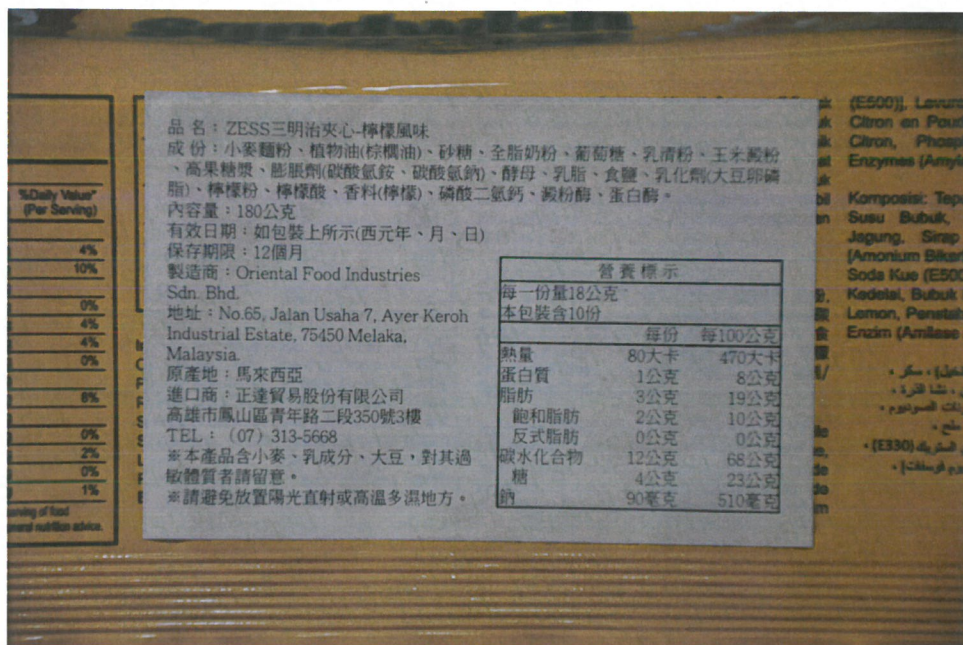 %Daily Value*
(Per Serving)
4%
10%
0%
4%
4%
0%
8%
0%
2%
0%
1%
品 名：ZESS三明治夾心-檸檬風味
成 份：小麥麵粉、植物油(棕櫚油)、砂糖、全脂奶粉、葡萄糖、乳清粉、玉米澱粉
、高果糖漿、膨脹劑(碳酸氫銨、碳酸氫鈉)、酵母、乳脂、食鹽、乳化劑(大豆卵磷
脂)、檸檬粉、檸檬酸、香料(檸檬)、磷酸二氫鈣、澱粉酶、蛋白酶。
內容量：180公克
有效日期：如包裝上所示(西元年、月、日)
保存期限：12個月
製造商：Oriental Food Industries
Sdn. Bhd.
地址：No.65, Jalan Usaha 7, Ayer Keroh
Industrial Estate, 75450 Melaka,
Malaysia.
原產地：馬來西亞
進口商：正達貿易股份有限公司
高雄市鳳山區青年路二段350號3樓
TEL：（07）313-5668
※本產品含小麥、乳成分、大豆，對其過
敏體質者請留意。
※請避免放置陽光直射或高溫多濕地方。
營養標示
每一份量18公克
本包裝含10份
每份 每100公克
熱量 80大卡 470大卡
蛋白質 1公克 8公克
脂肪 3公克 19公克
飽和脂肪 2公克 10公克
反式脂肪 0公克 0公克
碳水化合物 12公克 68公克
糖 4公克 23公克
鈉 90毫克 510毫克
(E500)], Levure
Citron en Poud
Citron, Phosp
Enzymes (Amyl
Komposisi: Tepu
Susu Bubuk,
Jagung, Sirap
[Amonium Biker
Soda Kue (E500
Kedelai, Bubuk
Lemon, Penstab
Enzim (Amilase